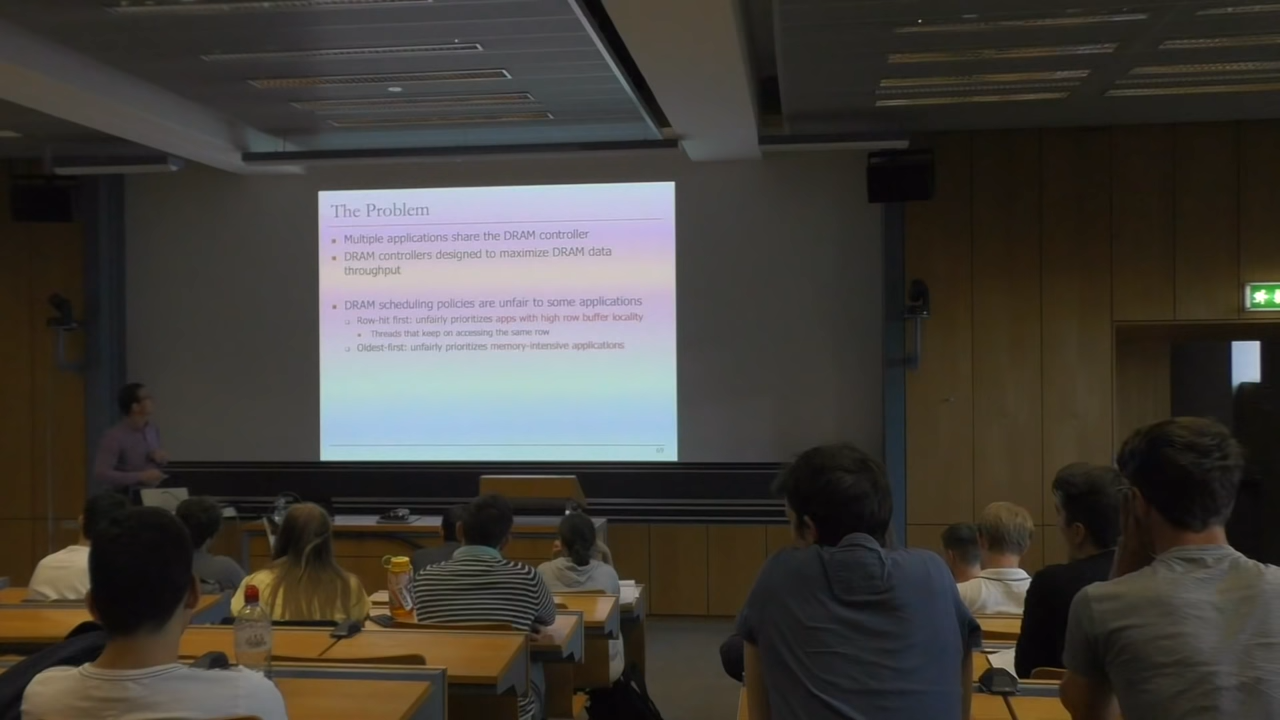 The Problem
Multiple applications share the DRAM controller
DRAM controllers designed to maximize DRAM data
throughput
DRAM scheduling policies are unfair to some applications
Row-hit first: unfairly prioritizes apps with high row buffer locality
Threads that keep on accessing the same row
Oldest-first: unfairly prioritizes memory-intensive applications